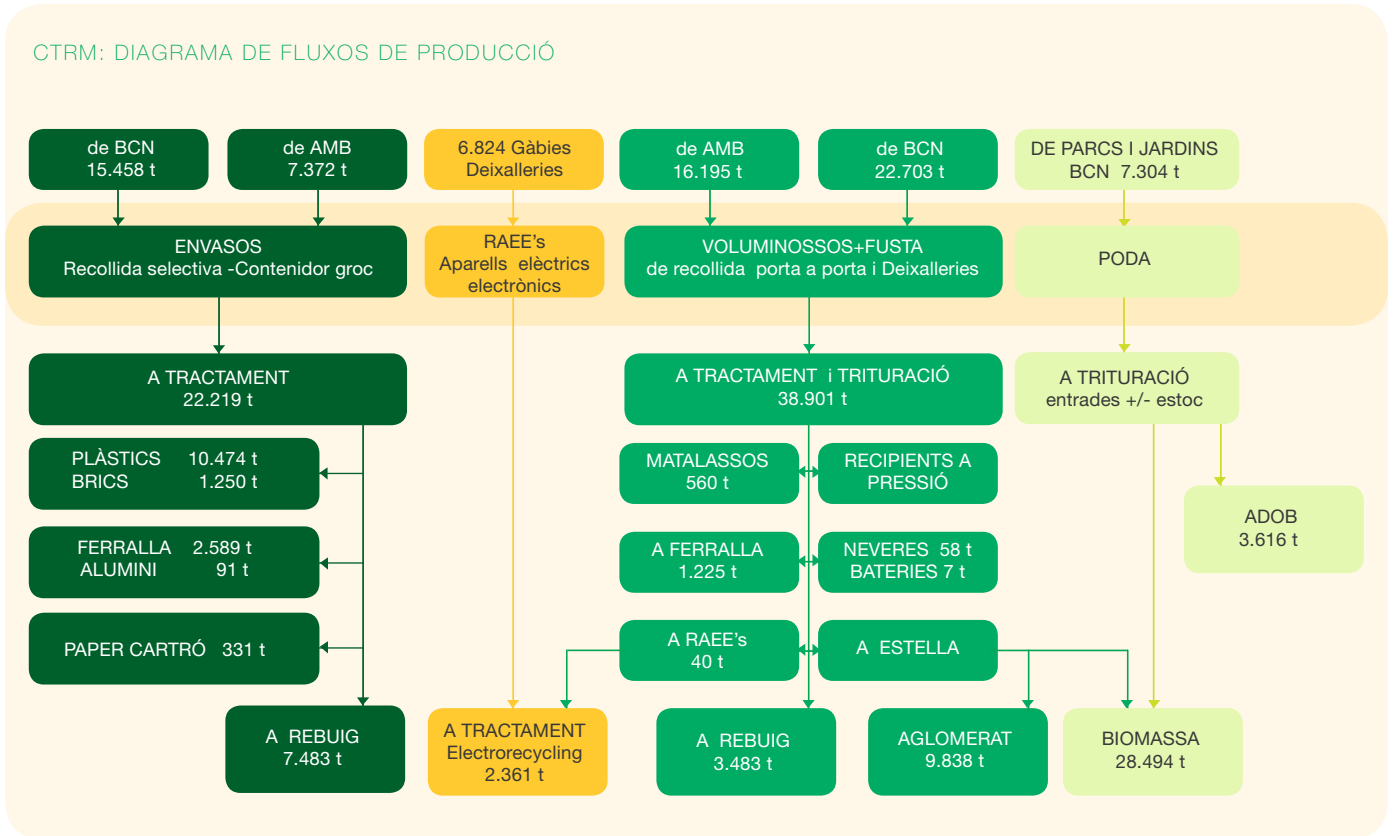 CTRM: DIAGRAMA DE FLUXOS DE PRODUCCIÓ
de BCN
15.458 t
de AMB
7.372 t
6.824 Gàbies
Deixalleries
de AMB
16.195 t
de BCN
22.703 t
DE PARCS I JARDINS
BCN 7.304 t
ENVASOS
Recollida selectiva -Contenidor groc
RAEE's
Aparells elèctrics
electrònics
VOLUMINOSSOS+FUSTA
de recollida porta a porta i Deixalleries
PODA
A TRACTAMENT
22.219 t
A TRACTAMENT i TRITURACIÓ
38.901 t
A TRITURACIÓ
entrades +/- estoc
PLÀSTICS 10.474 t
BRICS 1.250 t
MATALASSOS
560 t
RECIPIENTS A
PRESSIÓ
ADOB
3.616 t
FERRALLA 2.589 t
ALUMINI 91 t
A FERRALLA
1.225 t
NEVERES 58 t
BATERIES 7 t
PAPER CARTRÓ 331 t
A RAEE's
40 t
A ESTELLA
A REBUIG
7.483 t
A TRACTAMENT
Electrorecycling
2.361 t
A REBUIG
3.483 t
AGLOMERAT
9.838 t
BIOMASSA
28.494 t